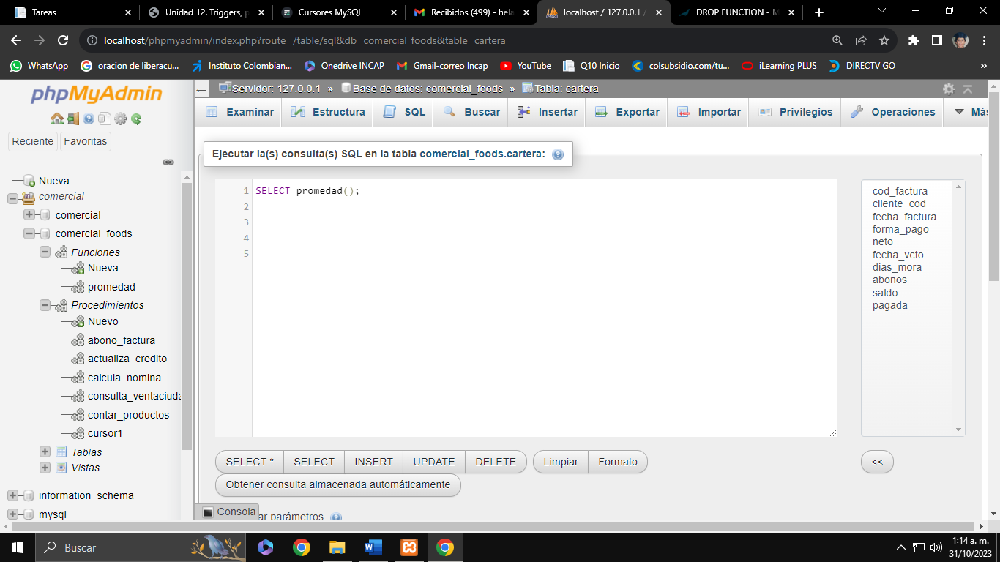 Tareas
Unidad 12. Triggers, p
Cursores MySQL
Recibidos (499) - hela
localhost / 127.0.0.1 /
DROP FUNCTION - M
localhost/phpmyadmin/index.php?route=/table/sql&db=comercial_foods&table=cartera
WhatsApp
oracion de liberacu...
Instituto Colombian...
Onedrive INCAP
Gmail-correo Incap
YouTube
Q10 Inicio
colsubsidio.com/tu...
iLearning PLUS
DIRECTV GO
»
phpMyAdmin
Reciente
Favoritas
Nueva
comercial
comercial
comercial_foods
Funciones
Nueva
promedad
Procedimientos
Nuevo
abono_factura
actualiza_credito
calcula_nomina
consulta_ventaciuda
contar_productos
cursor1
Tablas
Vistas
information_schema
mysql
Servidor: 127.0.0.1 » Base de datos: comercial_foods » Tabla: cartera
Examinar
Estructura
SQL
Buscar
Insertar
Exportar
Importar
Privilegios
Operaciones
Más
Ejecutar la(s) consulta(s) SQL en la tabla comercial_foods.cartera:
1 SELECT promedad();
2
3
4
5
cod_factura
cliente_cod
fecha_factura
forma_pago
neto
fecha_vcto
dias_mora
abonos
saldo
pagada
SELECT *
SELECT
INSERT
UPDATE
DELETE
Limpiar
Formato
<<
Obtener consulta almacenada automáticamente
Consola
ar parámetros
Buscar
1:14 a. m.
31/10/2023